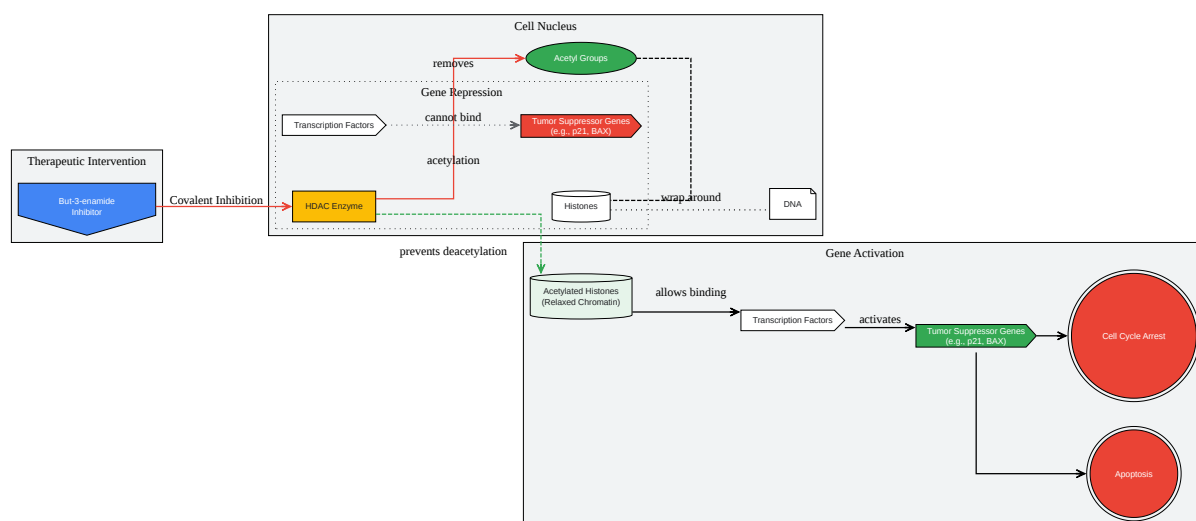 Cell Nucleus
Acetyl Groups
removes
Gene Repression
Transcription Factors
cannot bind
Tumor Suppressor Genes
(e.g., p21, BAX)
acetylation
Therapeutic Intervention
But-3-enamide
Inhibitor
Covalent Inhibition
HDAC Enzyme
Histones
wrap around
DNA
prevents deacetylation
Gene Activation
Acetylated Histones
(Relaxed Chromatin)
allows binding
Transcription Factors
activates
Tumor Suppressor Genes
(e.g., p21, BAX)
Cell Cycle Arrest
Apoptosis